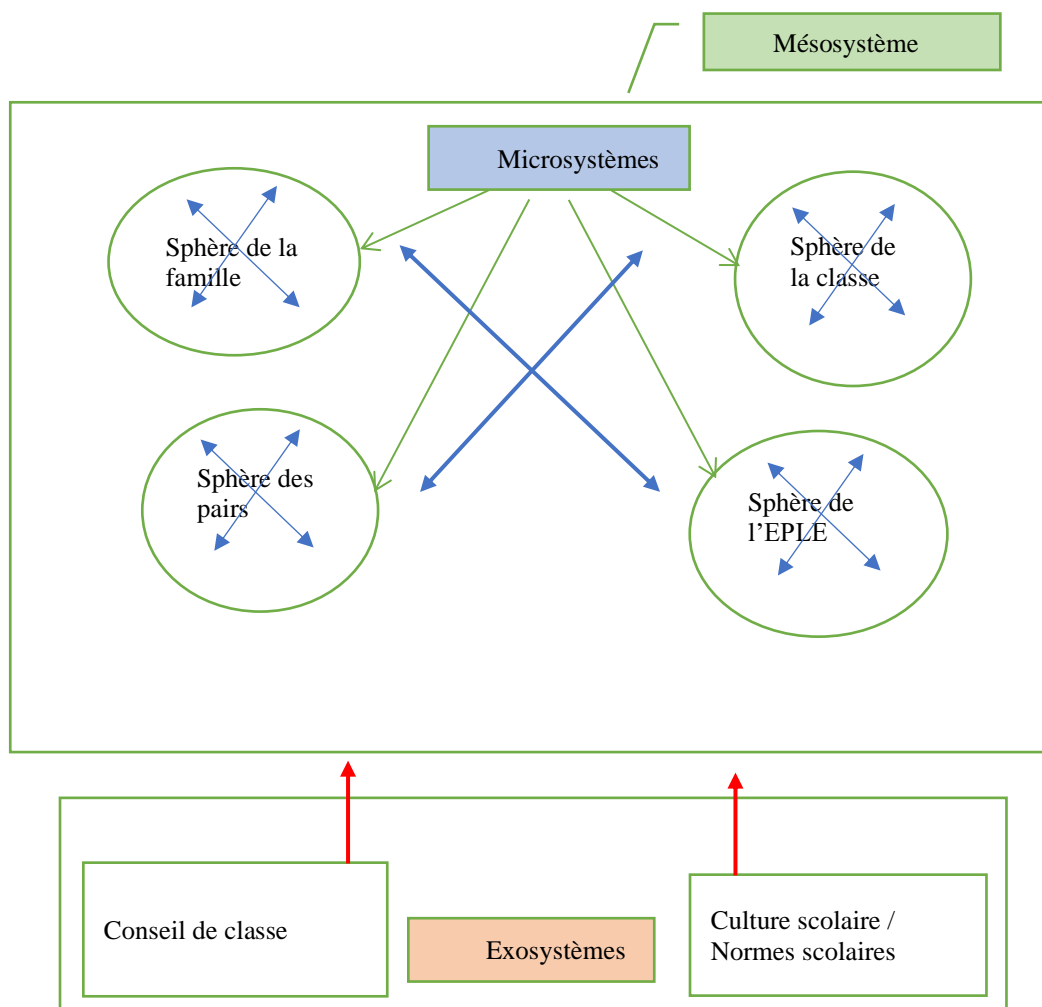 Mésosystème
Microsystèmes
Sphère de la
famille
Sphère de
la classe
Sphère des
pairs
Sphère de
l’EPLE
Conseil de classe
Exosystèmes
Culture scolaire /
Normes scolaires